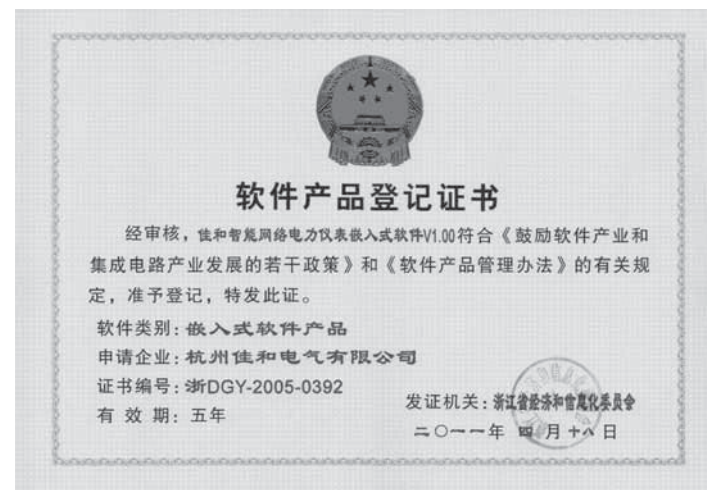 软件产品登记证书
经审核，佳和智能网络电力仪表嵌入式软件V1.00符合《鼓励软件产业和
集成电路产业发展的若干政策》和《软件产品管理办法》的有关规
定，准予登记，特发此证。
软件类别：嵌入式软件产品
申请企业：杭州佳和电气有限公司
证书编号：浙DGY-2005-0392
有 效 期：五年
发证机关：浙江省经济和信息化委员会
二〇一一年 四 月 十八 日